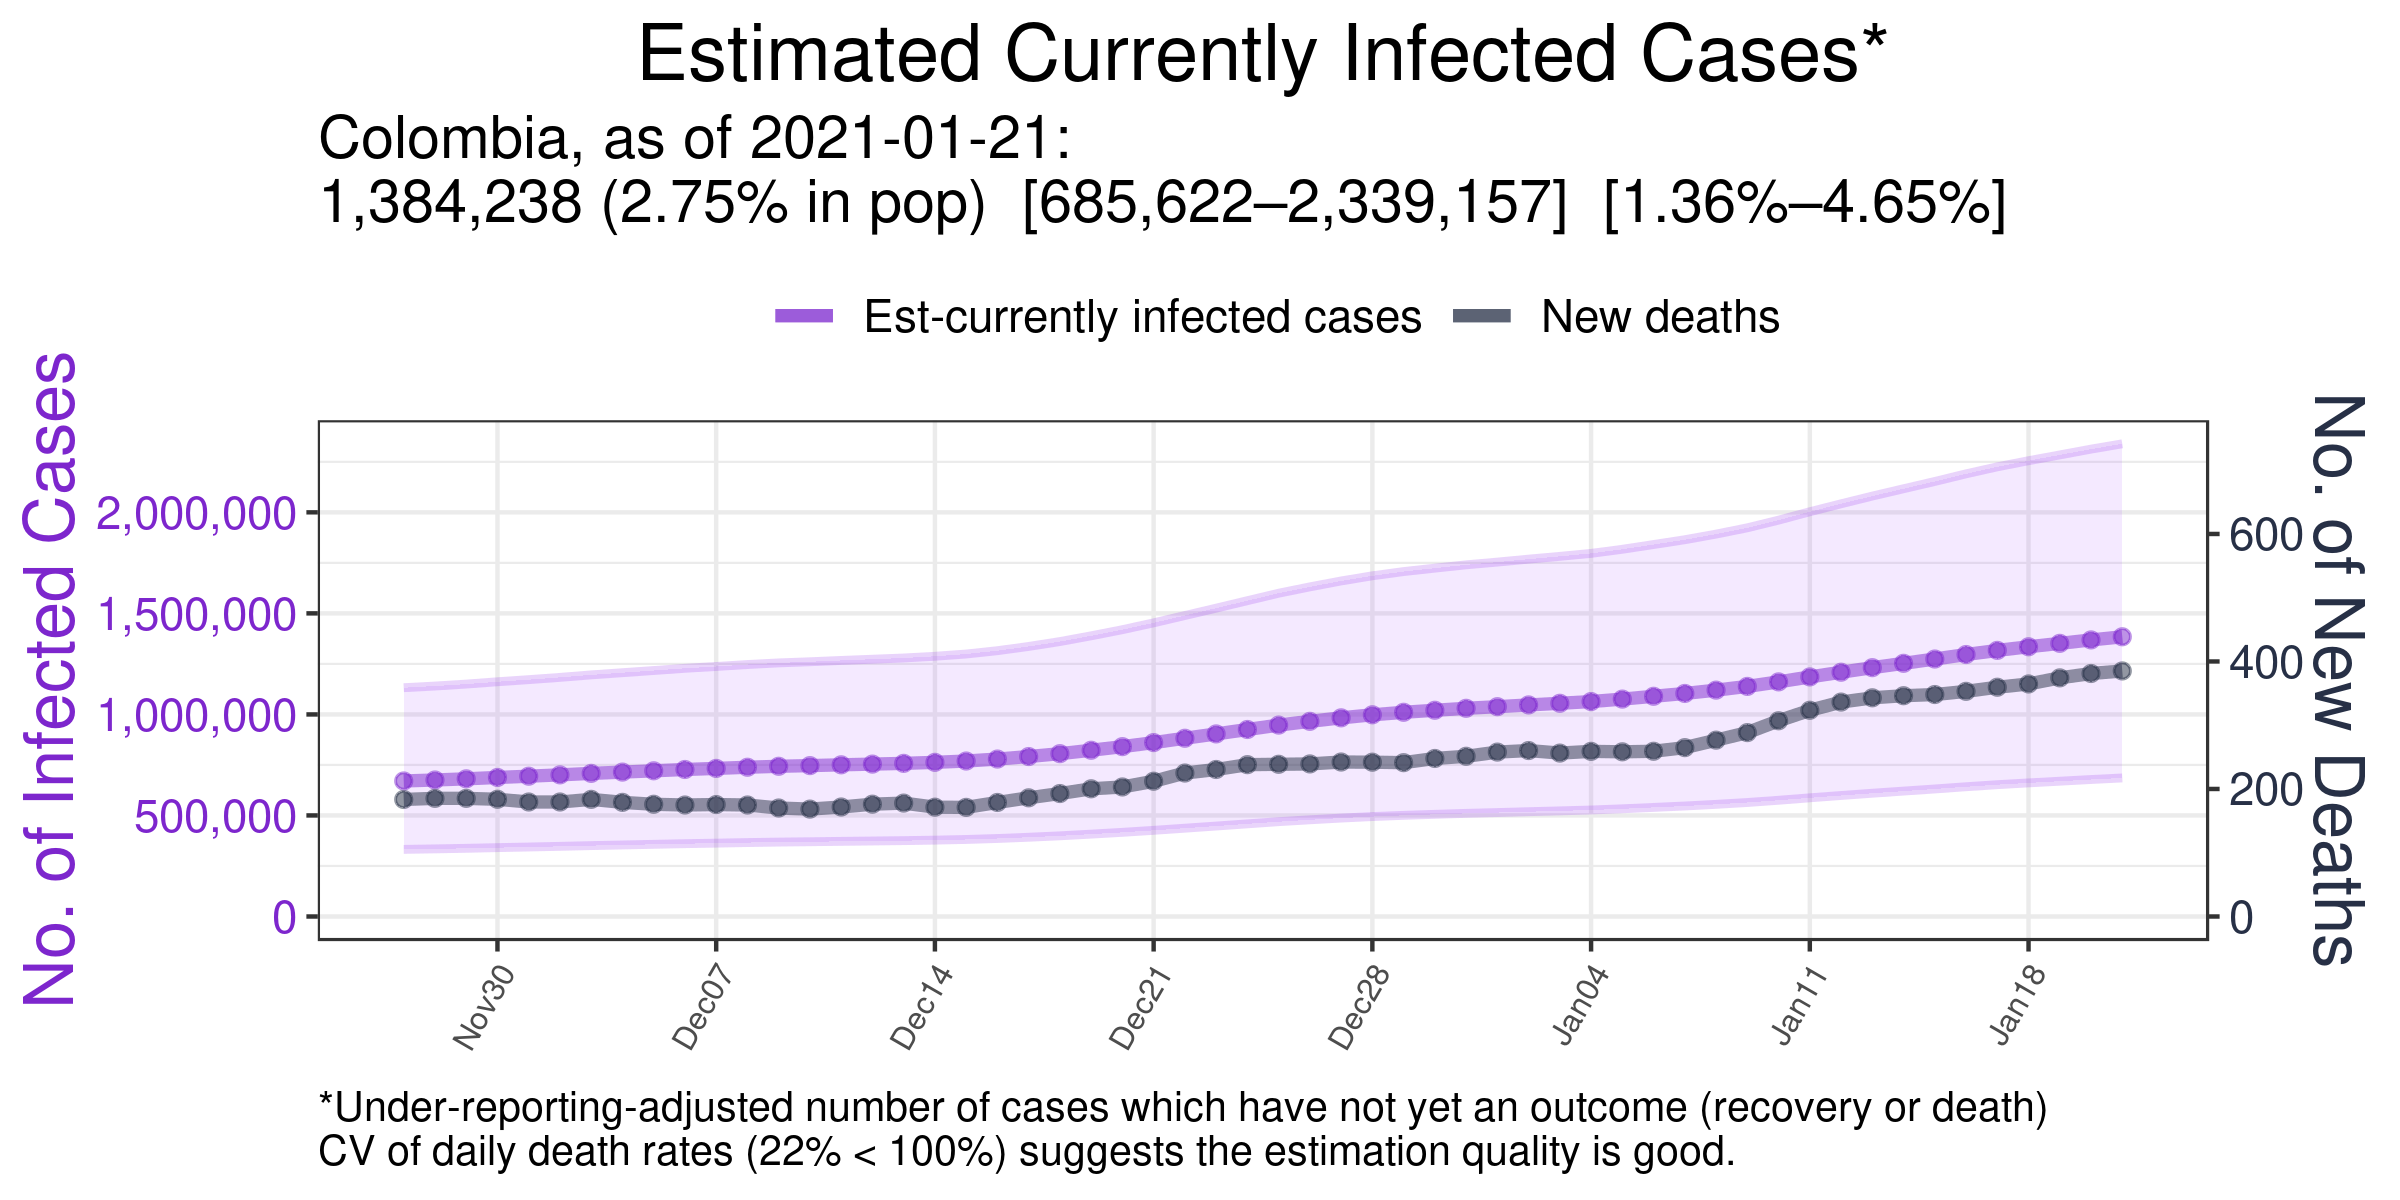 Estimated Currently Infected Cases*
Colombia, as of 2021-01-21:
1,384,238 (2.75% in pop)  [685,622–2,339,157]  [1.36%–4.65%]
Est-currently infected cases
New deaths
No. of Infected Cases
2,000,000
1,500,000
1,000,000
500,000
0
600
400
200
0
No. of New Deaths
Nov30
Dec07
Dec14
Dec21
Dec28
Jan04
Jan11
Jan18
*Under-reporting-adjusted number of cases which have not yet an outcome (recovery or death)
CV of daily death rates (22% < 100%) suggests the estimation quality is good.